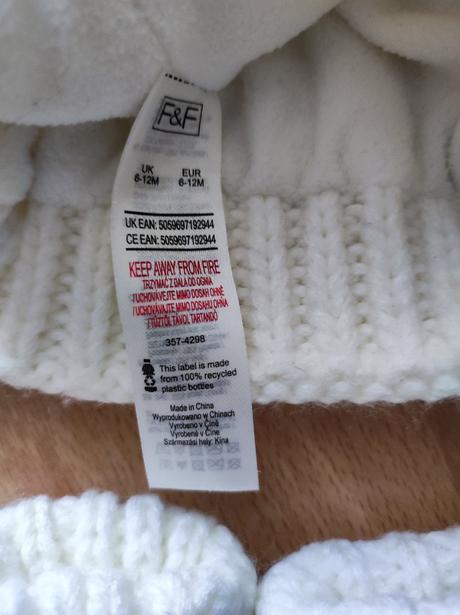 F&F
UK EUR
6-12M 6-12M
UK EAN: 5059697192944
CE EAN: 5059697192944
KEEP AWAY FROM FIRE
TRZYMAĆ Z DALA OD OGNIA
/ UCHOVÁVEJTE MIMO DOSAH OHNĚ
/ UCHOVÁVAJTE MIMO DOSAHU OHŇA
/ TŰZTŐL TÁVOL TARTANDÓ
357-4298
This label is made
from 100% recycled
plastic bottles
Made in China
Wyprodukowano w Chinach
Vyrobeno v Číně
Vyrobené v Číne
Származási hely: Kína